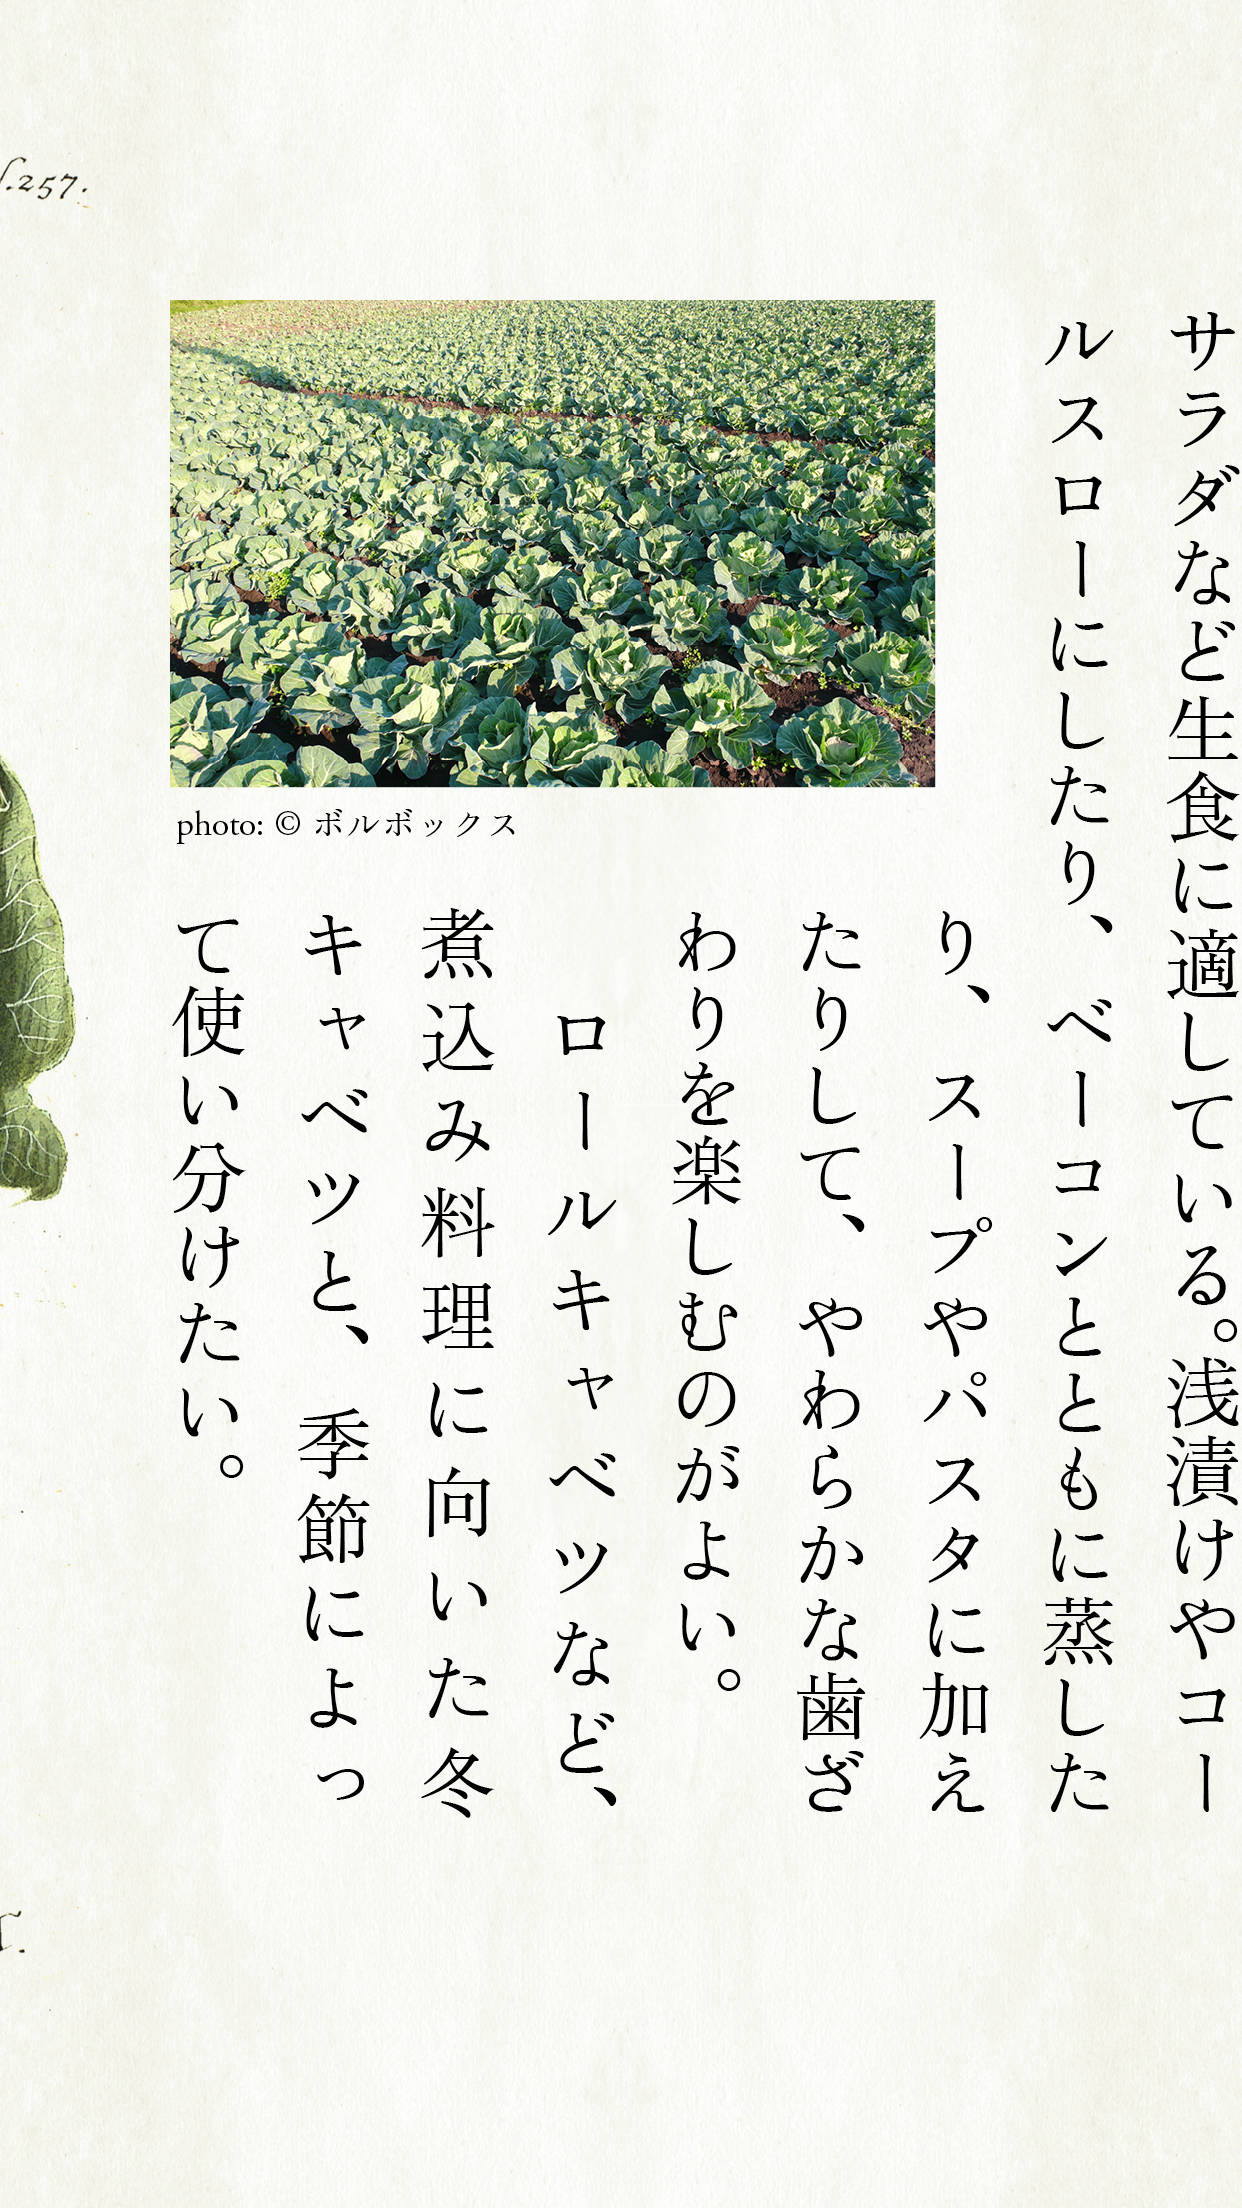 サラダなど生食に適している。浅漬けやコー
ルスローにしたり、ベーコンとともに蒸した
り、スープやパスタに加え
たりして、やわらかな歯ざ
わりを楽しむのがよい。
ロールキャベツなど、
煮込み料理に向いた冬
キャベツと、季節によっ
て使い分けたい。
photo: © ボルボックス
.257.